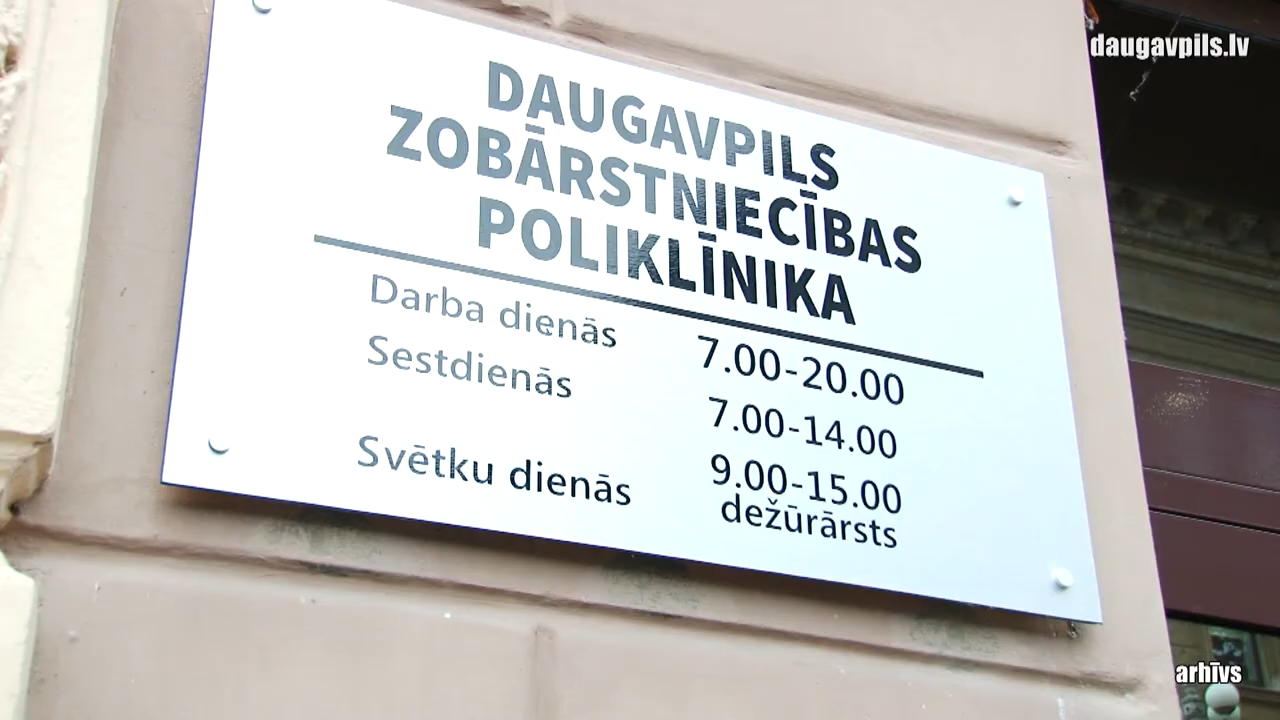 daugavpils.lv
DAUGAVPILS
ZOBĀRSTNIECĪBAS
POLIKLĪNIKA
Darba dienās 7.00-20.00
Sestdienās 7.00-14.00
Svētku dienās 9.00-15.00
dežūrārsts
arhīvs